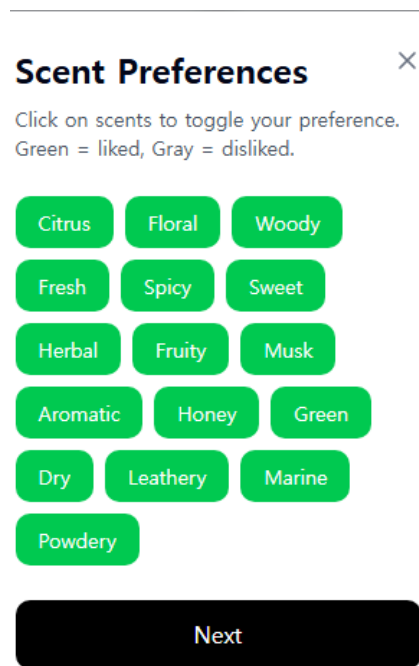 Scent Preferences
Click on scents to toggle your preference.
Green = liked, Gray = disliked.
Citrus Floral Woody
Fresh Spicy Sweet
Herbal Fruity Musk
Aromatic Honey Green
Dry Leathery Marine
Powdery
Next